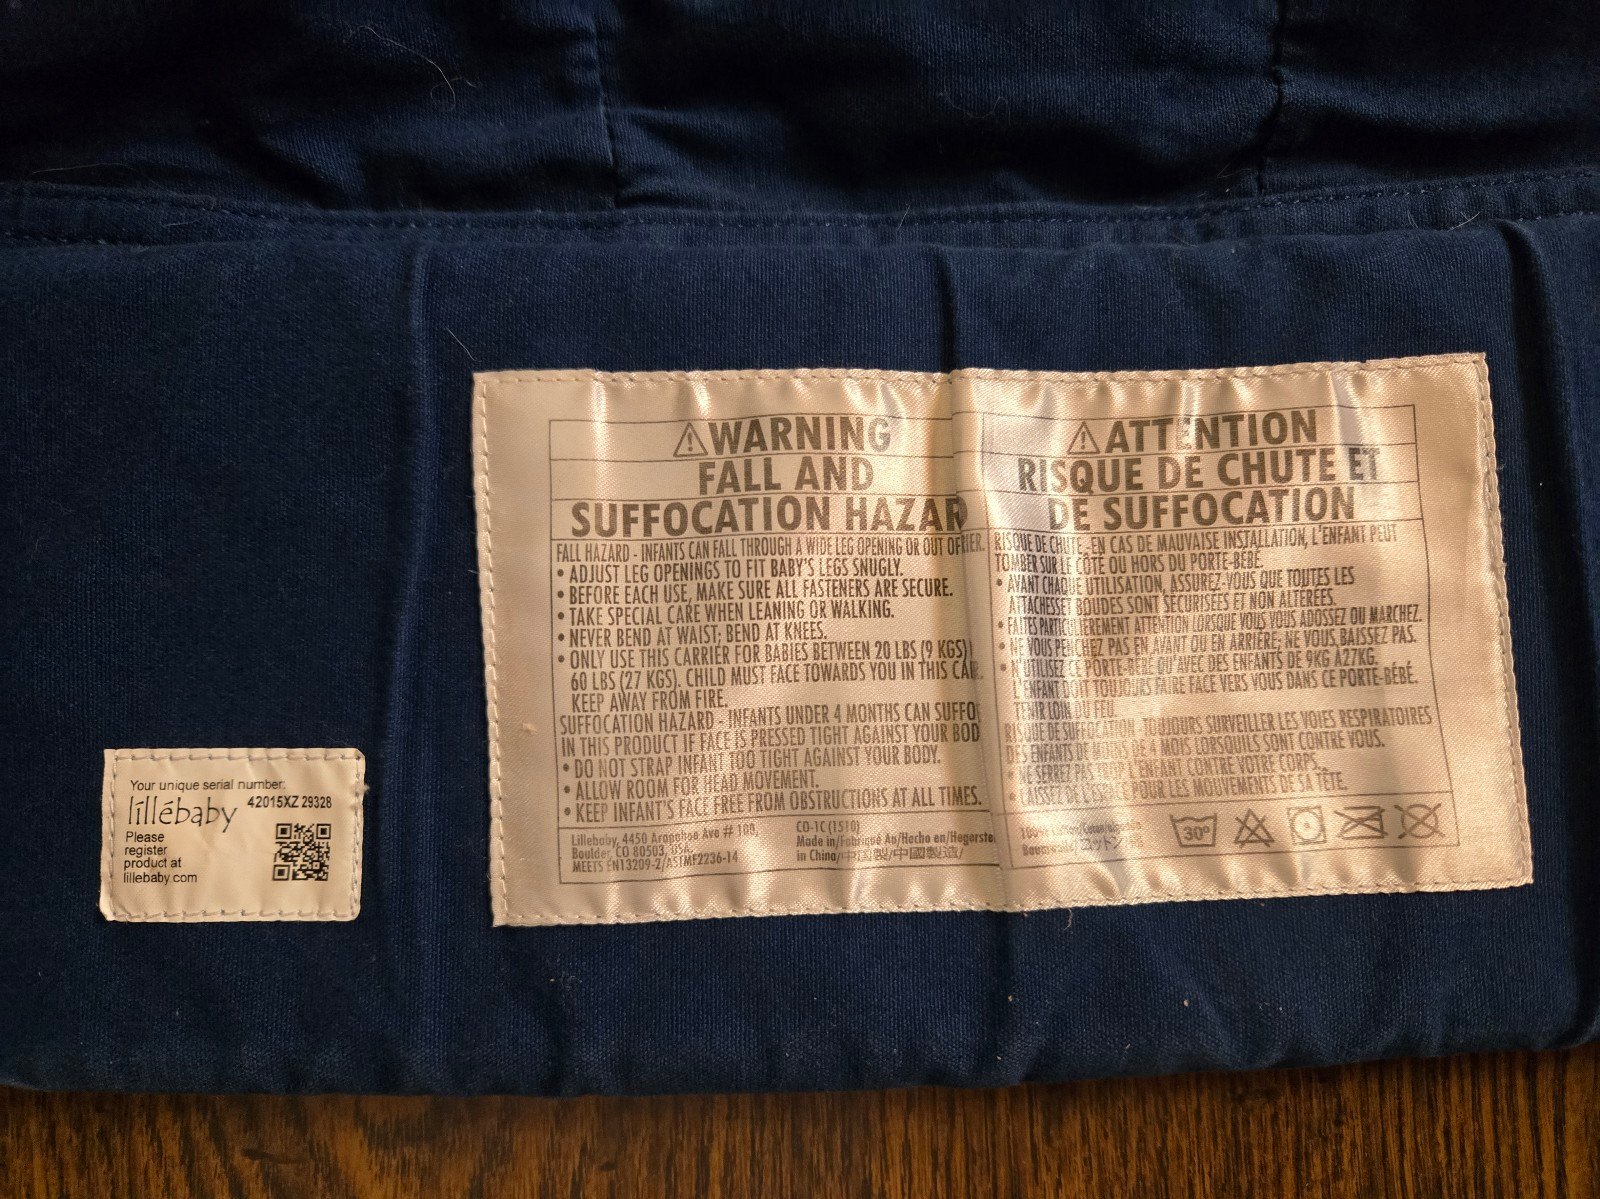 Your unique serial number:
lillébaby 42015XZ 29328
Please
register
product at
lillebaby.com
⚠WARNING
FALL AND
SUFFOCATION HAZAR
FALL HAZARD - INFANTS CAN FALL THROUGH A WIDE LEG OPENING OR OUT OF
• ADJUST LEG OPENINGS TO FIT BABY'S LEGS SNUGLY.
• BEFORE EACH USE, MAKE SURE ALL FASTENERS ARE SECURE.
• TAKE SPECIAL CARE WHEN LEANING OR WALKING.
• NEVER BEND AT WAIST; BEND AT KNEES.
• ONLY USE THIS CARRIER FOR BABIES BETWEEN 20 LBS (9 KGS)
60 LBS (27 KGS). CHILD MUST FACE TOWARDS YOU IN THIS CAR
KEEP AWAY FROM FIRE.
SUFFOCATION HAZARD - INFANTS UNDER 4 MONTHS CAN SUFFO
IN THIS PRODUCT IF FACE IS PRESSED TIGHT AGAINST YOUR BOD
• DO NOT STRAP INFANT TOO TIGHT AGAINST YOUR BODY.
• ALLOW ROOM FOR HEAD MOVEMENT.
• KEEP INFANT'S FACE FREE FROM OBSTRUCTIONS AT ALL TIMES.
Lillebaby, 4450 Arapahoe Ave # 100,
Boulder, CO 80503, USA.
MEETS EN13209-2/ASTMF2236-14
CO-1C (1510)
Made in/Fabriqué Au/Hecho en/Hegerste
in China/中国製/中國製造/
⚠ATTENTION
RISQUE DE CHUTE ET
DE SUFFOCATION
RISQUE DE CHUTE - EN CAS DE MAUVAISE INSTALLATION, L'ENFANT PEUT
TOMBER SUR LE CÔTE OU HORS DU PORTE-BÉBÉ.
• AVANT CHAQUE UTILISATION, ASSUREZ-VOUS QUE TOUTES LES
ATTACHESET BOUDES SONT SÉCURISÉES ET NON ALTERÉES.
• FAITES PARTICULIEREMENT ATTENTION LORSQUE VOUS VOUS ADOSSEZ OU MARCHEZ.
• NE VOUS PENCHEZ PAS EN AVANT OU EN ARRIÈRE; NE VOUS BAISSEZ PAS.
• N'UTILISEZ CE PORTE-BÉBÉ QU'AVEC DES ENFANTS DE 9KG A27KG.
L'ENFANT DOIT TOUJOURS FAIRE FACE VERS VOUS DANS CE PORTE-BÉBÉ.
TENIR LOIN DU FEU.
RISQUE DE SUFFOCATION - TOUJOURS SURVEILLER LES VOIES RESPIRATOIRES
DES ENFANTS DE MOINS DE 4 MOIS LORSQUILS SONT CONTRE VOUS.
• NE SERREZ PAS TROP L'ENFANT CONTRE VOTRE CORPS.
• LAISSEZ DE L'ESPACE POUR LES MOUVEMENTS DE SA TÊTE.
30°